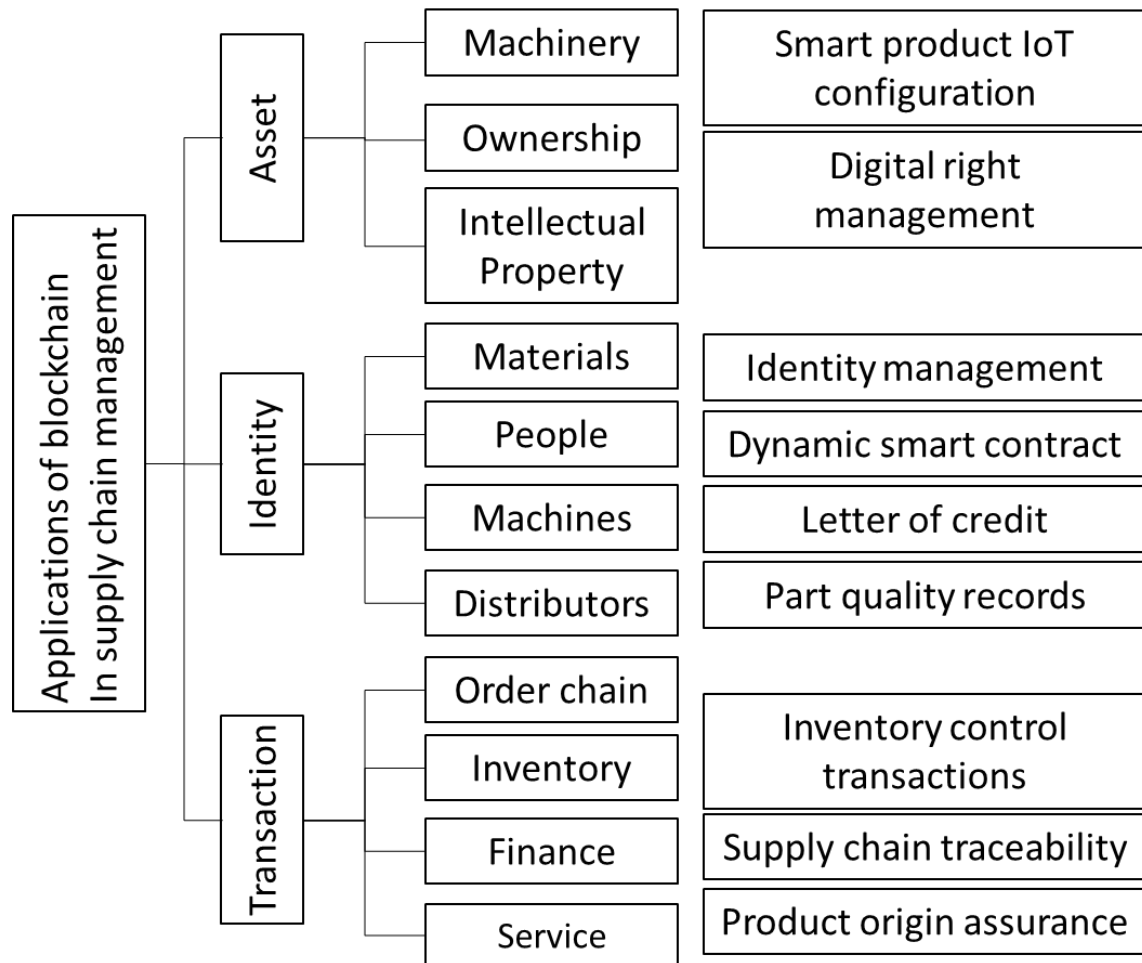 Applications of blockchain
In supply chain management
Asset
Machinery
Ownership
Intellectual
Property
Smart product IoT
configuration
Digital right
management
Identity
Materials
People
Machines
Distributors
Identity management
Dynamic smart contract
Letter of credit
Part quality records
Transaction
Order chain
Inventory
Finance
Service
Inventory control
transactions
Supply chain traceability
Product origin assurance